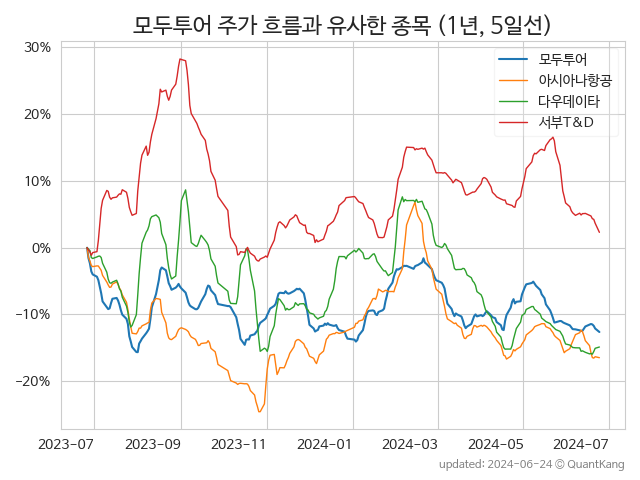 모두투어 주가 흐름과 유사한 종목 (1년, 5일선)
30%
20%
10%
0%
−10%
−20%
모두투어
아시아나항공
다우데이타
서부T&D
2023-07 2023-09 2023-11 2024-01 2024-03 2024-05 2024-07
updated: 2024-06-24 © QuantKang